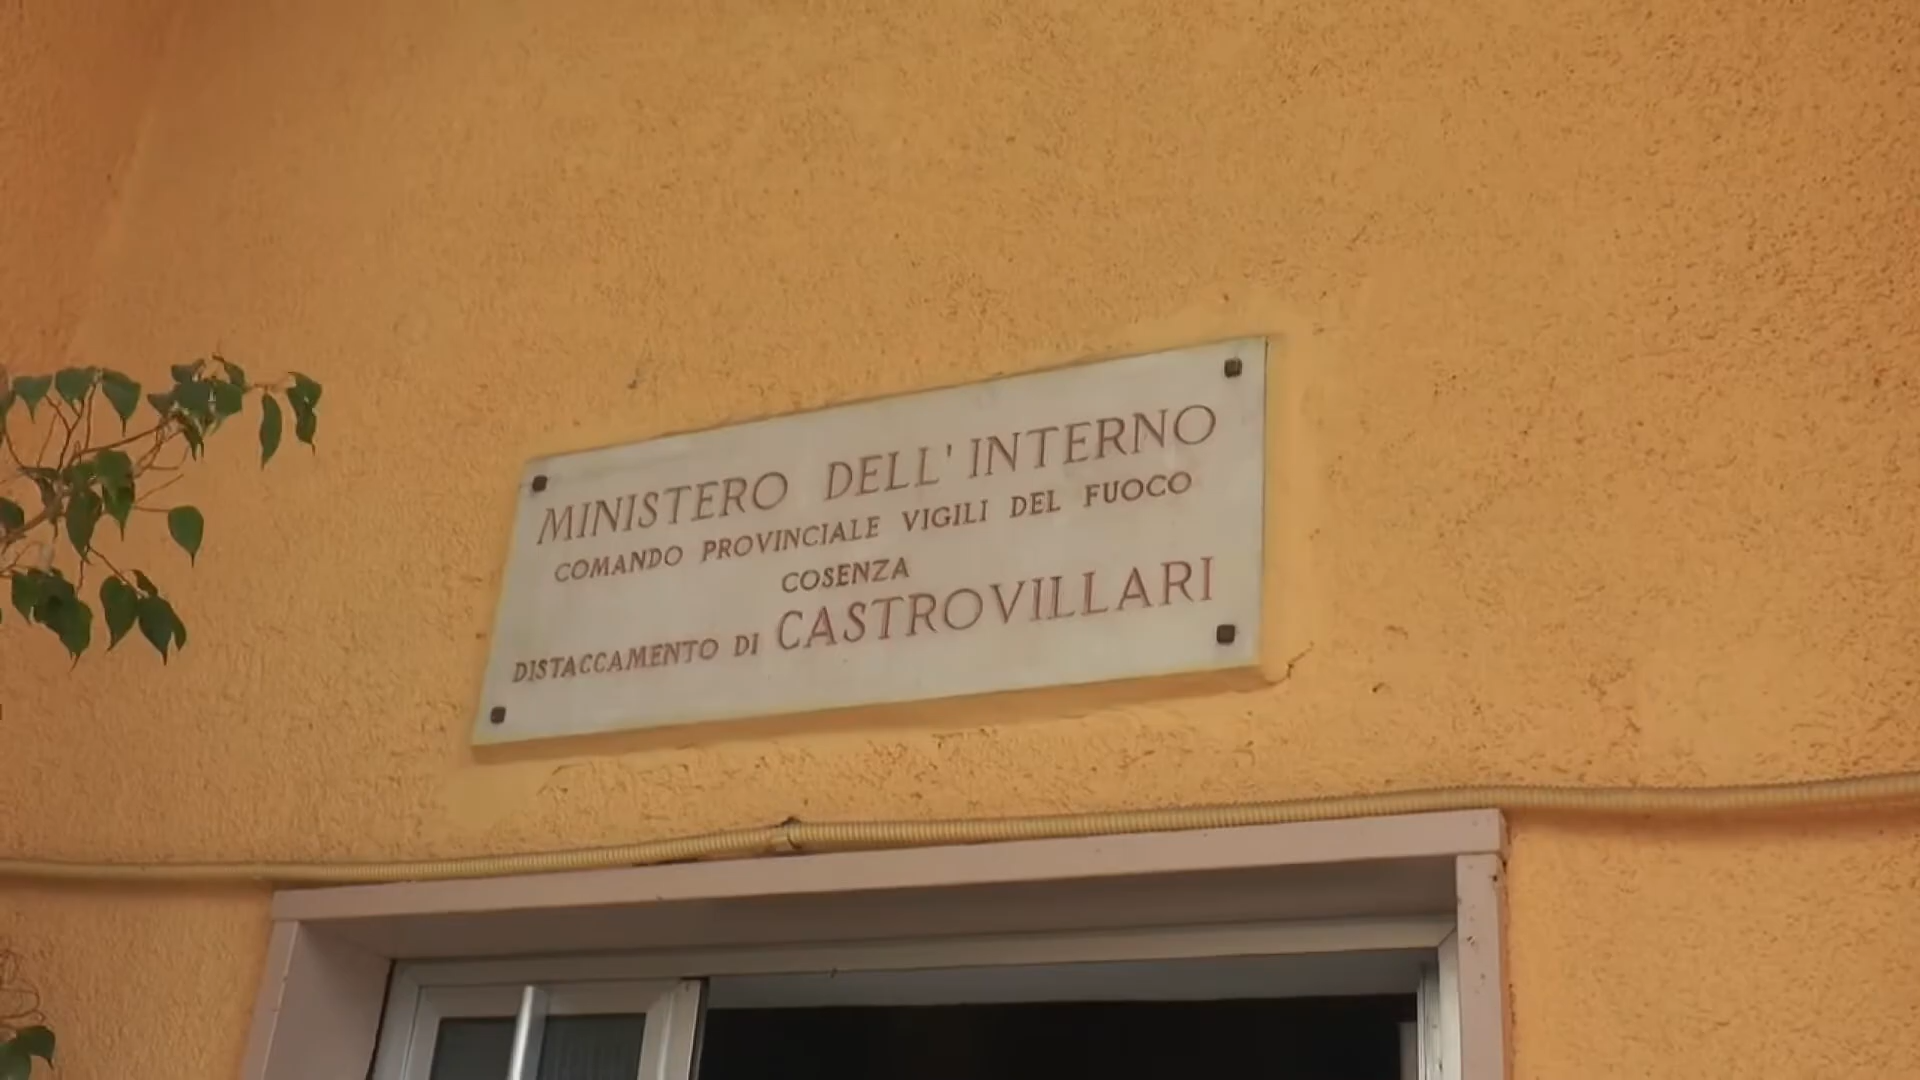 MINISTERO DELL'INTERNO
COMANDO PROVINCIALE VIGILI DEL FUOCO
COSENZA
DISTACCAMENTO DI CASTROVILLARI